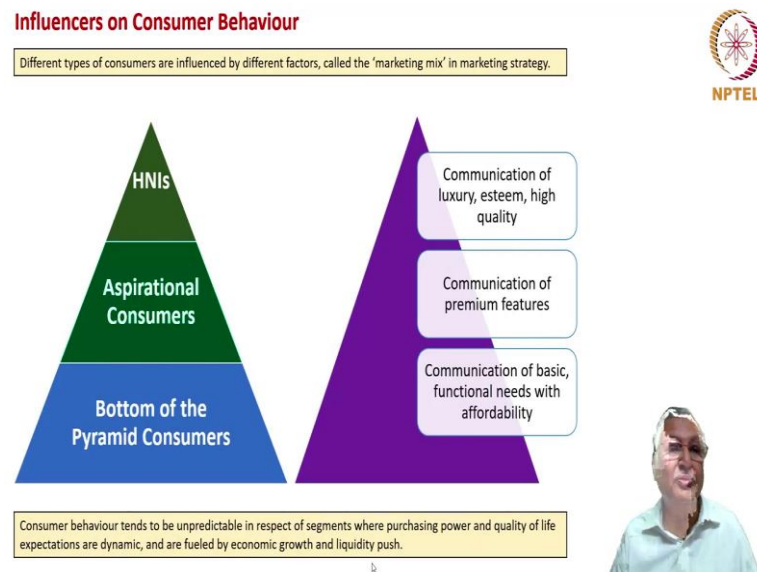 Influencers on Consumer Behaviour
Different types of consumers are influenced by different factors, called the ‘marketing mix’ in marketing strategy.
NPTEL
HNIs
Aspirational
Consumers
Bottom of the
Pyramid Consumers
Communication of
luxury, esteem, high
quality
Communication of
premium features
Communication of basic,
functional needs with
affordability
Consumer behaviour tends to be unpredictable in respect of segments where purchasing power and quality of life
expectations are dynamic, and are fueled by economic growth and liquidity push.